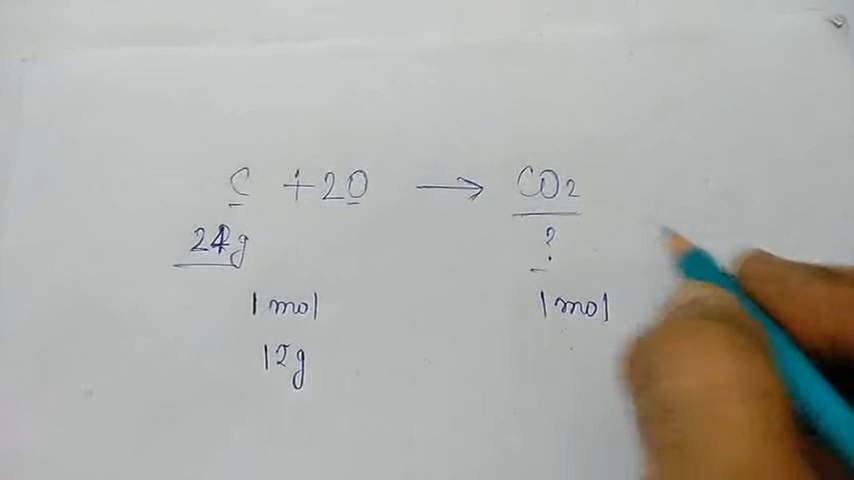 C + 2O → CO2
24g ?
1 mol 1 mol
12g